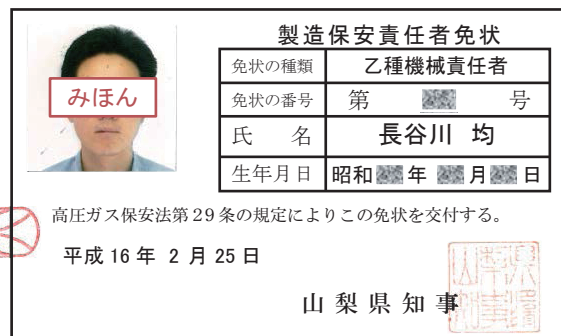 製造保安責任者免状
みほん
免状の種類 乙種機械責任者
免状の番号 第 号
氏名 長谷川 均
生年月日 昭和 年 月 日
高圧ガス保安法第29条の規定によりこの免状を交付する。
平成16年 2月25日
山梨県知事